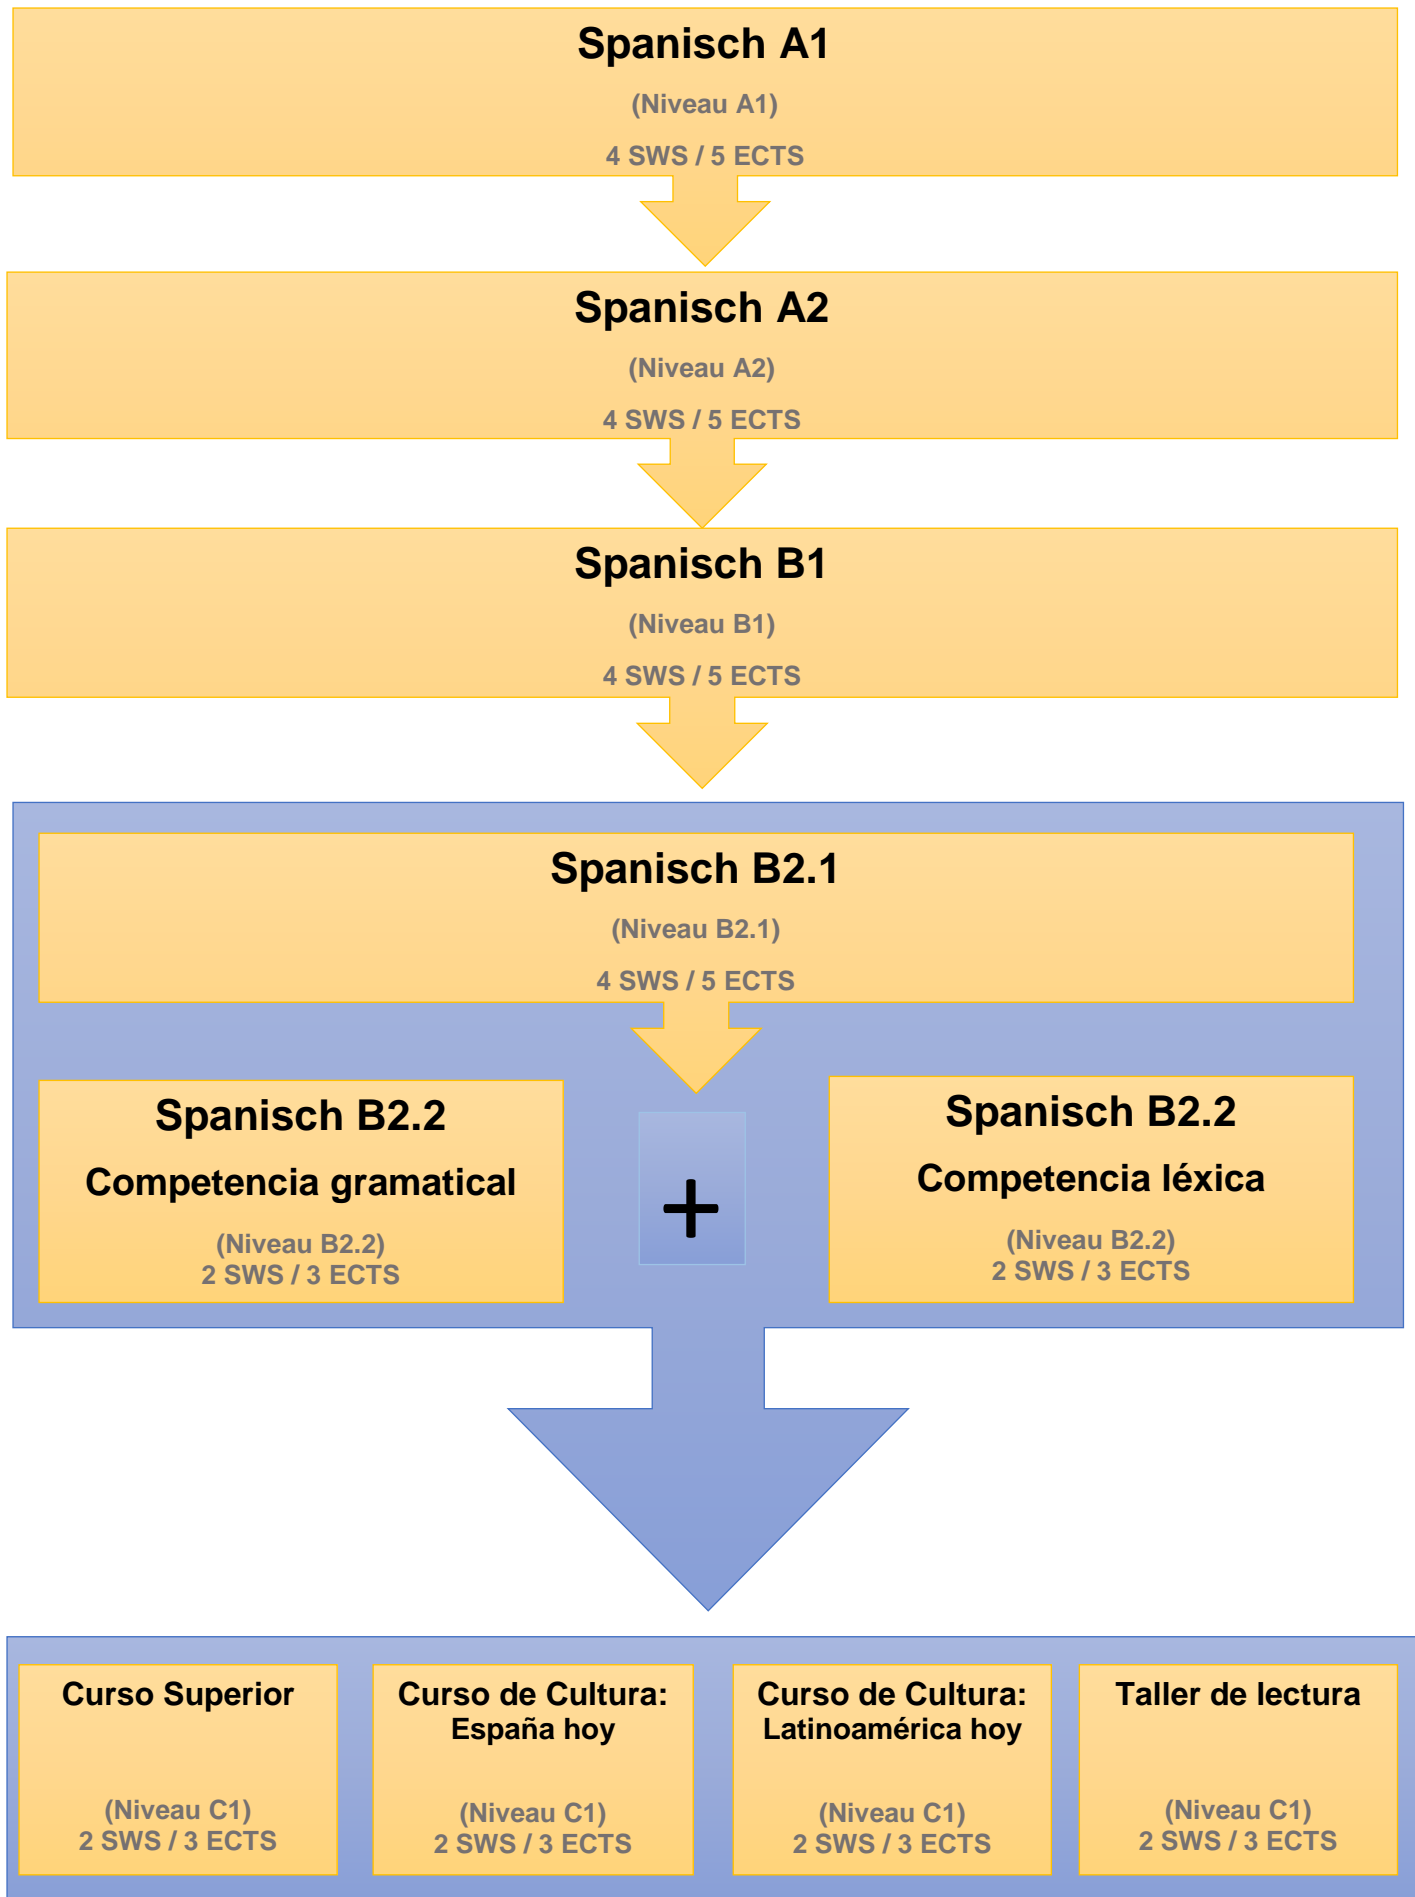 Spanisch A1
(Niveau A1)
4 SWS / 5 ECTS
Spanisch A2
(Niveau A2)
4 SWS / 5 ECTS
Spanisch B1
(Niveau B1)
4 SWS / 5 ECTS
Spanisch B2.1
(Niveau B2.1)
4 SWS / 5 ECTS
Spanisch B2.2
Competencia gramatical
(Niveau B2.2)
2 SWS / 3 ECTS
+
Spanisch B2.2
Competencia léxica
(Niveau B2.2)
2 SWS / 3 ECTS
Curso Superior
(Niveau C1)
2 SWS / 3 ECTS
Curso de Cultura:
España hoy
(Niveau C1)
2 SWS / 3 ECTS
Curso de Cultura:
Latinoamérica hoy
(Niveau C1)
2 SWS / 3 ECTS
Taller de lectura
(Niveau C1)
2 SWS / 3 ECTS